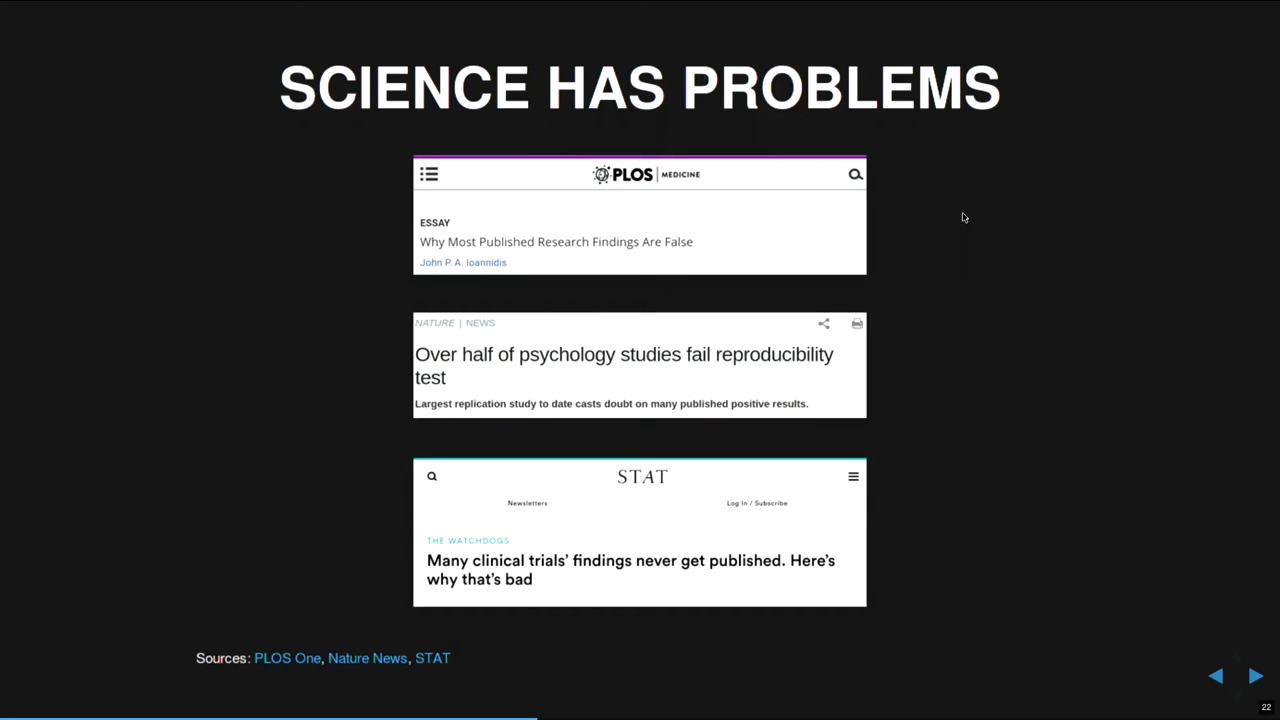 SCIENCE HAS PROBLEMS
PLOS | MEDICINE
ESSAY
Why Most Published Research Findings Are False
John P. A. Ioannidis
NATURE | NEWS
Over half of psychology studies fail reproducibility
test
Largest replication study to date casts doubt on many published positive results.
STAT
Newsletters Log In / Subscribe
THE WATCHDOGS
Many clinical trials’ findings never get published. Here’s
why that’s bad
Sources: PLOS One, Nature News, STAT
22